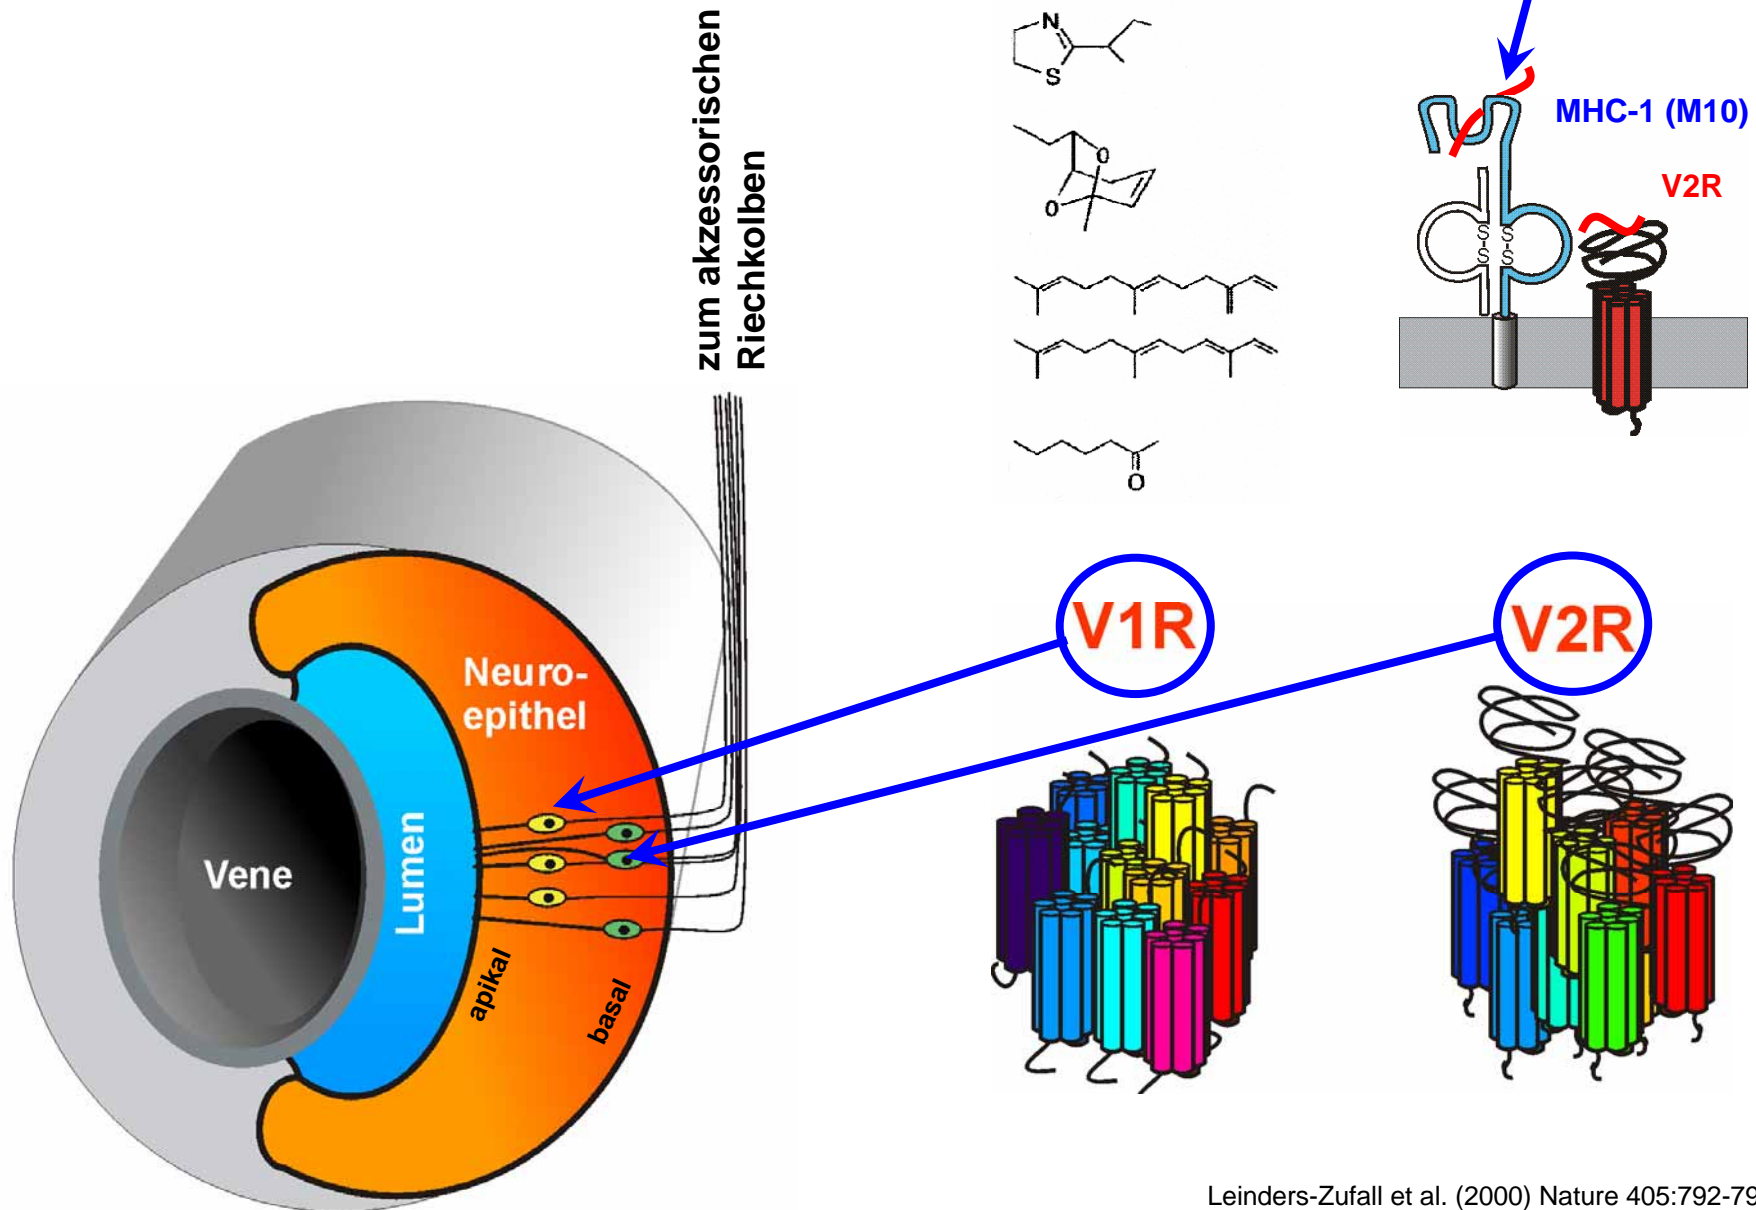 zum akzessorischen
Riechkolben
N
S
O
O
O
MHC-1 (M10)
V2R
S S
S S
V1R
V2R
Neuro-
epithel
Vene
Lumen
apikal
basal
Leinders-Zufall et al. (2000) Nature 405:792-79